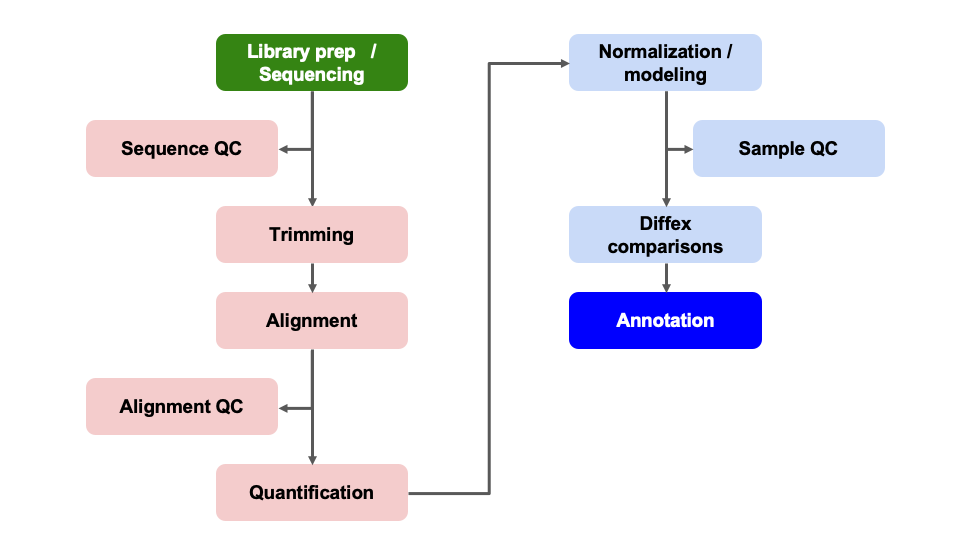 Library prep /
Sequencing
Sequence QC
Trimming
Alignment
Alignment QC
Quantification
Normalization /
modeling
Sample QC
Diffex
comparisons
Annotation